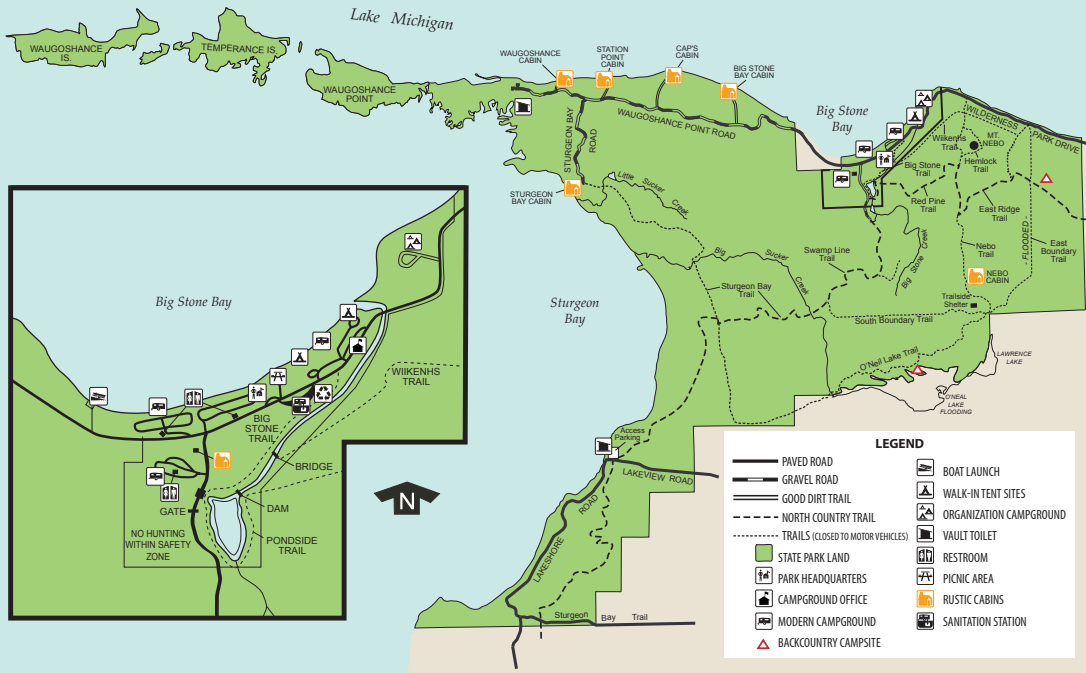 Lake Michigan
WAUGOSHANCE
IS.
TEMPERANCE IS.
WAUGOSHANCE
POINT
WAUGOSHANCE
CABIN
STATION
POINT
CABIN
CAP'S
CABIN
BIG STONE
BAY CABIN
WAUGOSHANCE POINT ROAD
STURGEON BAY
ROAD
STURGEON
BAY CABIN
Little Sucker
Creek
Big Stone
Bay
WILDERNESS
PARK DRIVE
Wilkenhs
Trail
MT.
NEBO
Big Stone
Trail
Hemlock
Trail
Red Pine
Trail
East Ridge
Trail
Nebo
Trail
- FLOODED -
East
Boundary
Trail
NEBO
CABIN
Trailside
Shelter
Swamp Line
Trail
Big Stone Creek
Big Sucker
Creek
Sturgeon Bay
Trail
South Boundary Trail
O'Neil Lake Trail
LAWRENCE
LAKE
O'NEAL
LAKE
FLOODING
Sturgeon
Bay
Access
Parking
LAKEVIEW ROAD
LAKESHORE
ROAD
Sturgeon Bay Trail
Big Stone Bay
WIIKENHS
TRAIL
BIG
STONE
TRAIL
BRIDGE
DAM
GATE
NO HUNTING
WITHIN SAFETY
ZONE
PONDSIDE
TRAIL
N
LEGEND
PAVED ROAD
GRAVEL ROAD
GOOD DIRT TRAIL
NORTH COUNTRY TRAIL
TRAILS (CLOSED TO MOTOR VEHICLES)
STATE PARK LAND
PARK HEADQUARTERS
CAMPGROUND OFFICE
MODERN CAMPGROUND
BACKCOUNTRY CAMPSITE
BOAT LAUNCH
WALK-IN TENT SITES
ORGANIZATION CAMPGROUND
VAULT TOILET
RESTROOM
PICNIC AREA
RUSTIC CABINS
SANITATION STATION